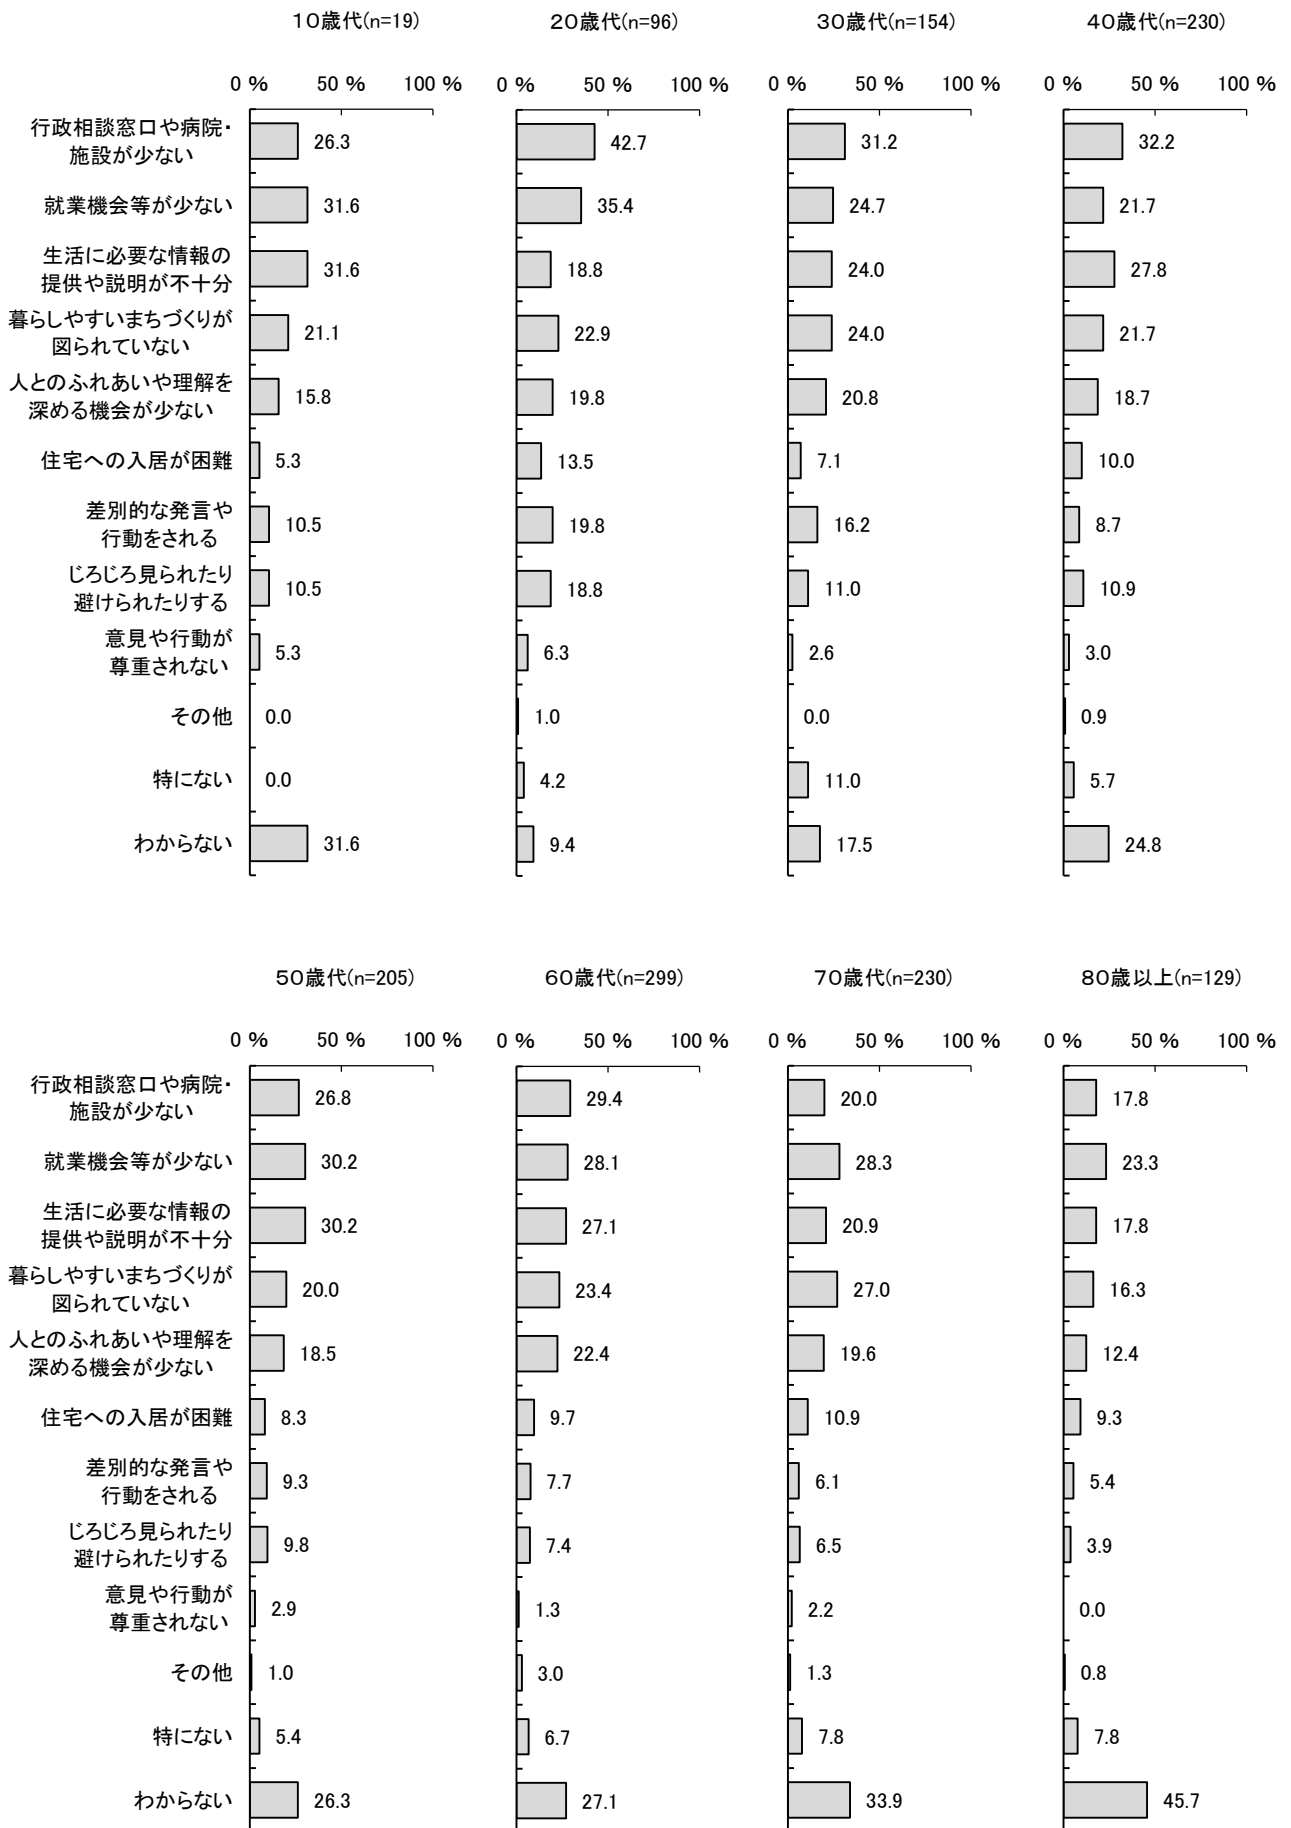 10歳代(n=19) 20歳代(n=96) 30歳代(n=154) 40歳代(n=230)
0 % 50 % 100 % 0 % 50 % 100 % 0 % 50 % 100 % 0 % 50 % 100 %
行政相談窓口や病院・
施設が少ない 26.3 42.7 31.2 32.2
就業機会等が少ない 31.6 35.4 24.7 21.7
生活に必要な情報の
提供や説明が不十分 31.6 18.8 24.0 27.8
暮らしやすいまちづくりが
図られていない 21.1 22.9 24.0 21.7
人とのふれあいや理解を
深める機会が少ない 15.8 19.8 20.8 18.7
住宅への入居が困難 5.3 13.5 7.1 10.0
差別的な発言や
行動をされる 10.5 19.8 16.2 8.7
じろじろ見られたり
避けられたりする 10.5 18.8 11.0 10.9
意見や行動が
尊重されない 5.3 6.3 2.6 3.0
その他 0.0 1.0 0.0 0.9
特にない 0.0 4.2 11.0 5.7
わからない 31.6 9.4 17.5 24.8
50歳代(n=205) 60歳代(n=299) 70歳代(n=230) 80歳以上(n=129)
0 % 50 % 100 % 0 % 50 % 100 % 0 % 50 % 100 % 0 % 50 % 100 %
行政相談窓口や病院・
施設が少ない 26.8 29.4 20.0 17.8
就業機会等が少ない 30.2 28.1 28.3 23.3
生活に必要な情報の
提供や説明が不十分 30.2 27.1 20.9 17.8
暮らしやすいまちづくりが
図られていない 20.0 23.4 27.0 16.3
人とのふれあいや理解を
深める機会が少ない 18.5 22.4 19.6 12.4
住宅への入居が困難 8.3 9.7 10.9 9.3
差別的な発言や
行動をされる 9.3 7.7 6.1 5.4
じろじろ見られたり
避けられたりする 9.8 7.4 6.5 3.9
意見や行動が
尊重されない 2.9 1.3 2.2 0.0
その他 1.0 3.0 1.3 0.8
特にない 5.4 6.7 7.8 7.8
わからない 26.3 27.1 33.9 45.7